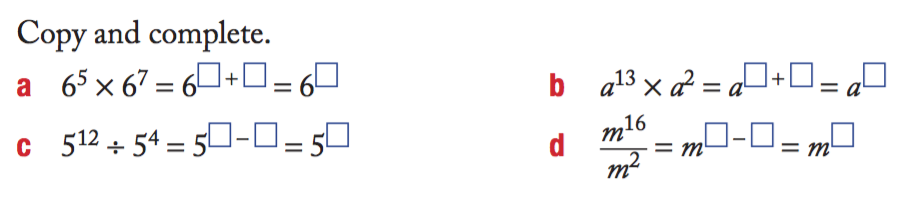 Copy and complete.
a 6⁵ × 6⁷ = 6^(□+□) = 6^□
b a¹³ × a² = a^(□+□) = a^□
c 5¹² ÷ 5⁴ = 5^(□−□) = 5^□
d m¹⁶/m² = m^(□−□) = m^□